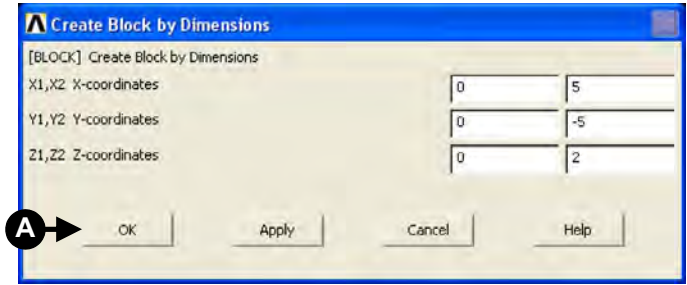 Create Block by Dimensions
[BLOCK] Create Block by Dimensions
X1,X2 X-coordinates 0 5
Y1,Y2 Y-coordinates 0 -5
Z1,Z2 Z-coordinates 0 2
A OK Apply Cancel Help